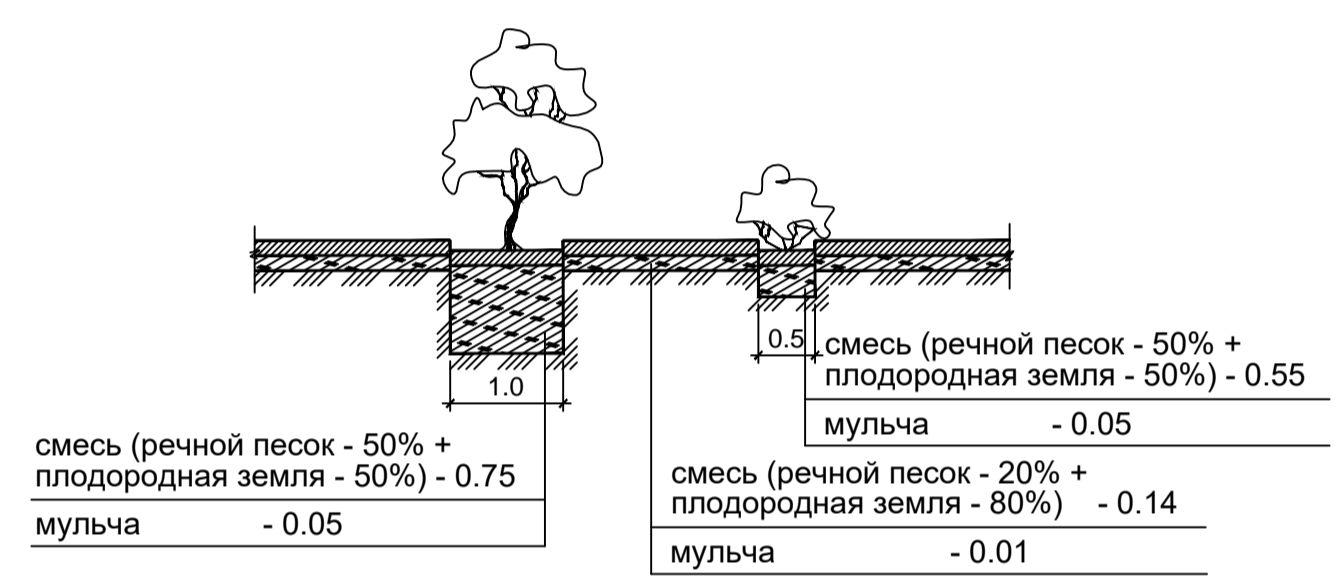 0.5
1.0
смесь (речной песок - 50% +
плодородная земля - 50%) - 0.55
мульча - 0.05
смесь (речной песок - 50% +
плодородная земля - 50%) - 0.75
мульча - 0.05
смесь (речной песок - 20% +
плодородная земля - 80%) - 0.14
мульча - 0.01